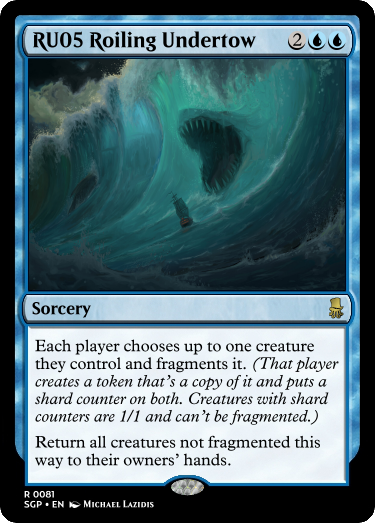 RU05 Roiling Undertow 2
Sorcery
Each player chooses up to one creature
they control and fragments it. (That player
creates a token that's a copy of it and puts a
shard counter on both. Creatures with shard
counters are 1/1 and can't be fragmented.)
Return all creatures not fragmented this
way to their owners' hands.
R 0081
SGP • EN Michael Lazidis